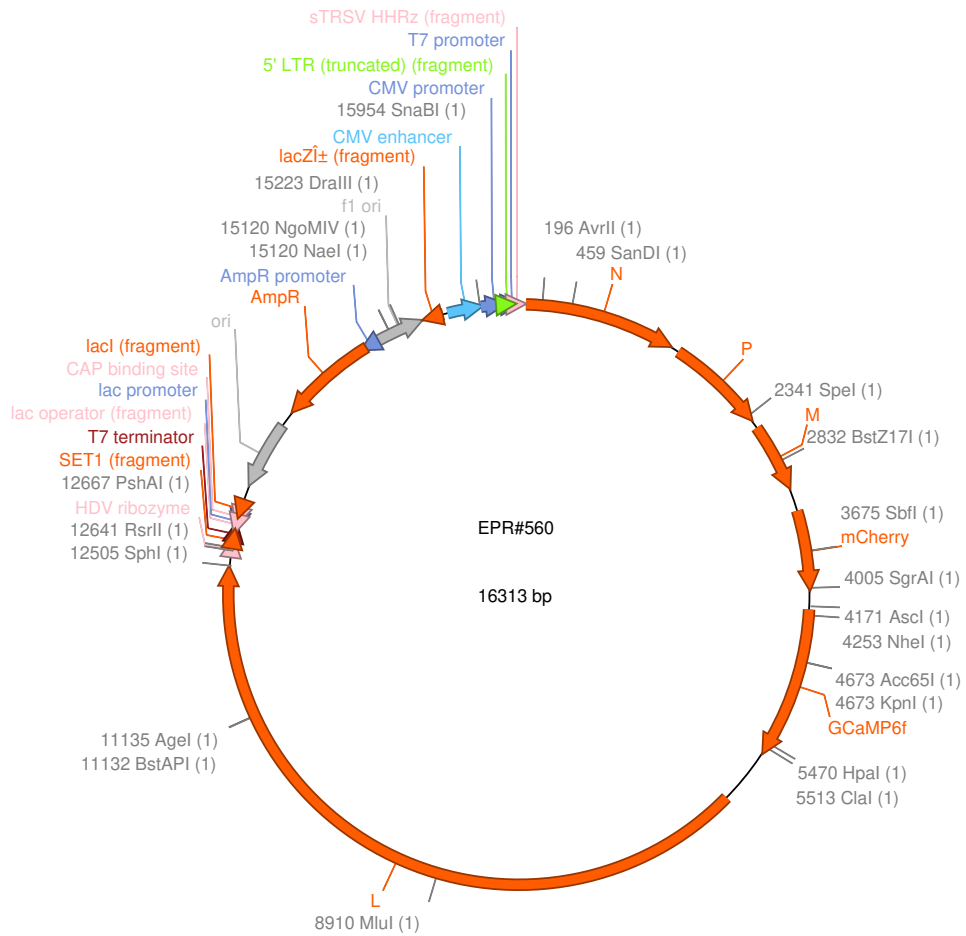 sTRSV HHRz (fragment)
T7 promoter
5' LTR (truncated) (fragment)
CMV promoter
15954 SnaBI (1)
CMV enhancer
lacZÎ± (fragment)
15223 DraIII (1)
f1 ori
15120 NgoMIV (1)
15120 NaeI (1)
AmpR promoter
AmpR
ori
lacI (fragment)
CAP binding site
lac promoter
lac operator (fragment)
T7 terminator
SET1 (fragment)
12667 PshAI (1)
HDV ribozyme
12641 RsrII (1)
12505 SphI (1)
196 AvrII (1)
459 SanDI (1)
N
P
2341 SpeI (1)
M
2832 BstZ17I (1)
3675 SbfI (1)
mCherry
4005 SgrAI (1)
4171 AscI (1)
4253 NheI (1)
4673 Acc65I (1)
4673 KpnI (1)
GCaMP6f
5470 HpaI (1)
5513 ClaI (1)
EPR#560
16313 bp
11135 AgeI (1)
11132 BstAPI (1)
L
8910 MluI (1)